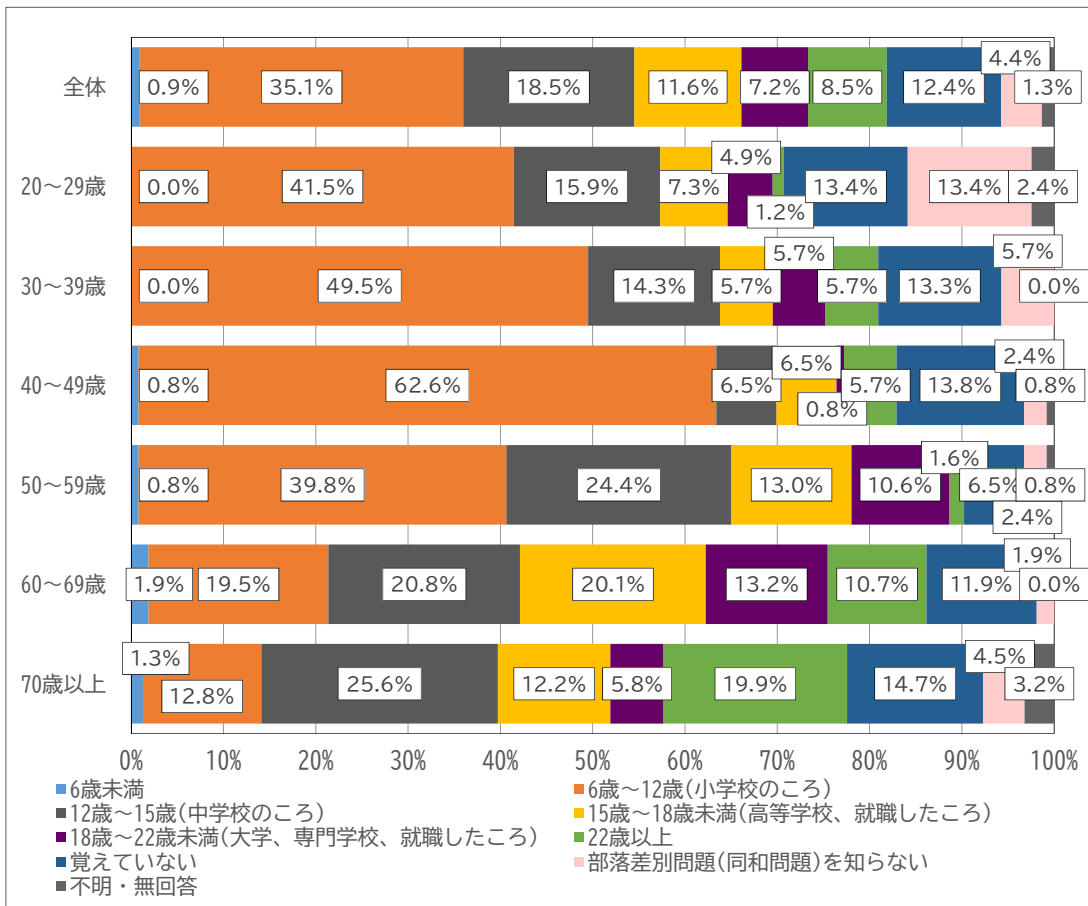 全体
0.9% 35.1% 18.5% 11.6% 7.2% 8.5% 12.4% 4.4% 1.3%
20～29歳
0.0% 41.5% 15.9% 7.3% 4.9% 1.2% 13.4% 13.4% 2.4%
30～39歳
0.0% 49.5% 14.3% 5.7% 5.7% 5.7% 13.3% 5.7% 0.0%
40～49歳
0.8% 62.6% 6.5% 6.5% 0.8% 5.7% 13.8% 2.4% 0.8%
50～59歳
0.8% 39.8% 24.4% 13.0% 10.6% 1.6% 6.5% 2.4% 0.8%
60～69歳
1.9% 19.5% 20.8% 20.1% 13.2% 10.7% 11.9% 1.9% 0.0%
70歳以上
1.3% 12.8% 25.6% 12.2% 5.8% 19.9% 14.7% 4.5% 3.2%
0% 10% 20% 30% 40% 50% 60% 70% 80% 90% 100%
6歳未満
6歳～12歳(小学校のころ)
12歳～15歳(中学校のころ)
15歳～18歳未満(高等学校、就職したころ)
18歳～22歳未満(大学、専門学校、就職したころ)
22歳以上
覚えていない
部落差別問題(同和問題)を知らない
不明・無回答